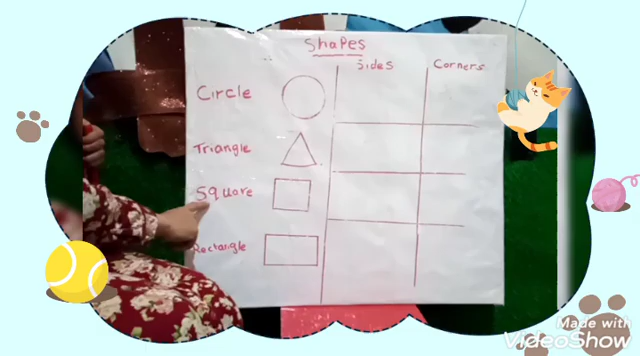 Shapes
Sides
Corners
Circle
Triangle
Square
Rectangle
Made with
VideoShow